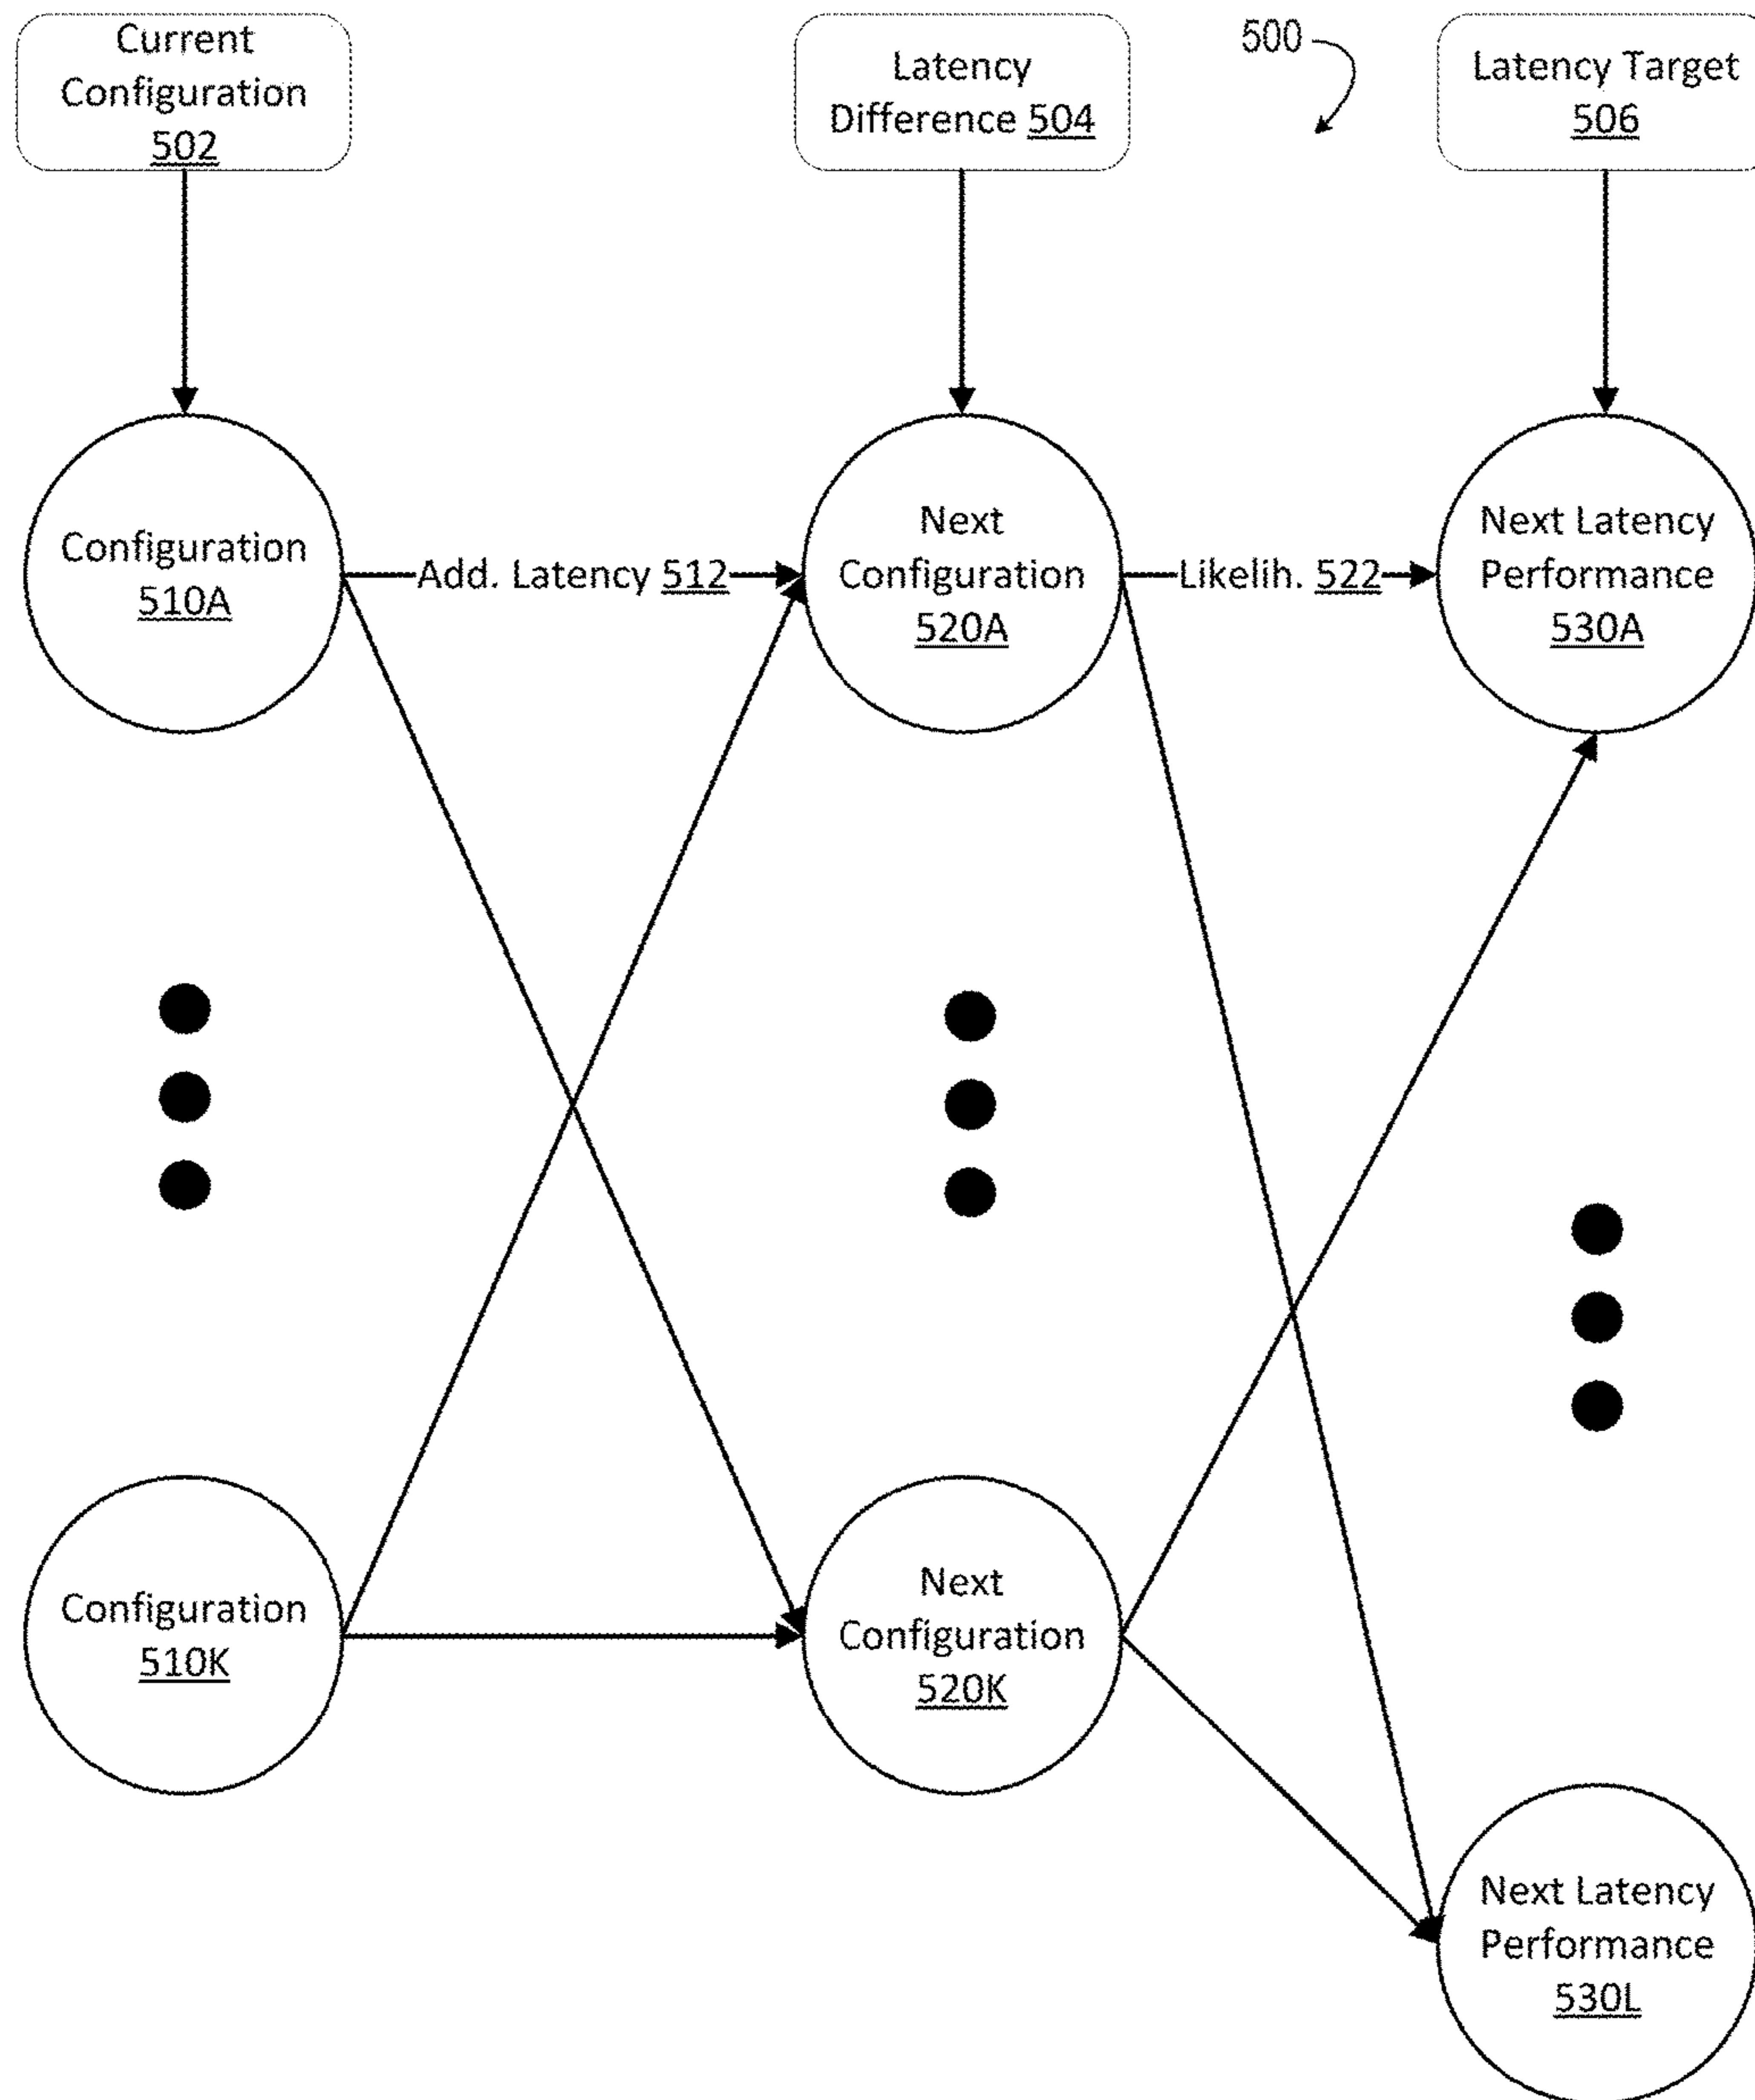 Current
Configuration
502
Latency
Difference 504
500
Latency Target
506
Configuration
510A
Add. Latency 512
Next
Configuration
520A
Likelih. 522
Next Latency
Performance
530A
Configuration
510K
Next
Configuration
520K
Next Latency
Performance
530L